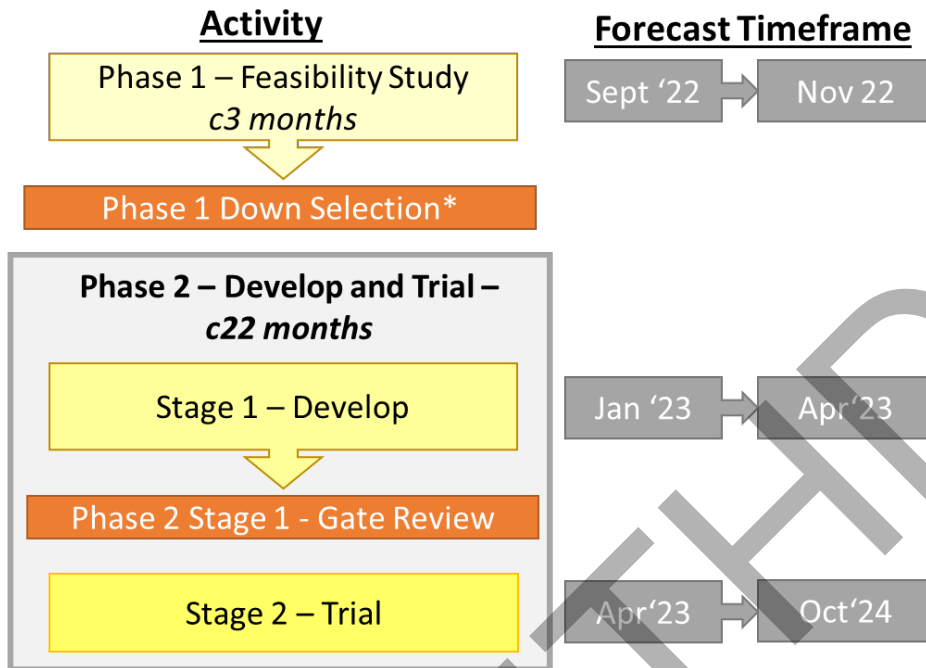 Activity
Forecast Timeframe
Phase 1 – Feasibility Study
c3 months
Sept ‘22
Nov 22
Phase 1 Down Selection*
Phase 2 – Develop and Trial –
c22 months
Stage 1 – Develop
Jan ‘23
Apr‘23
Phase 2 Stage 1 - Gate Review
Stage 2 – Trial
Apr‘23
Oct‘24